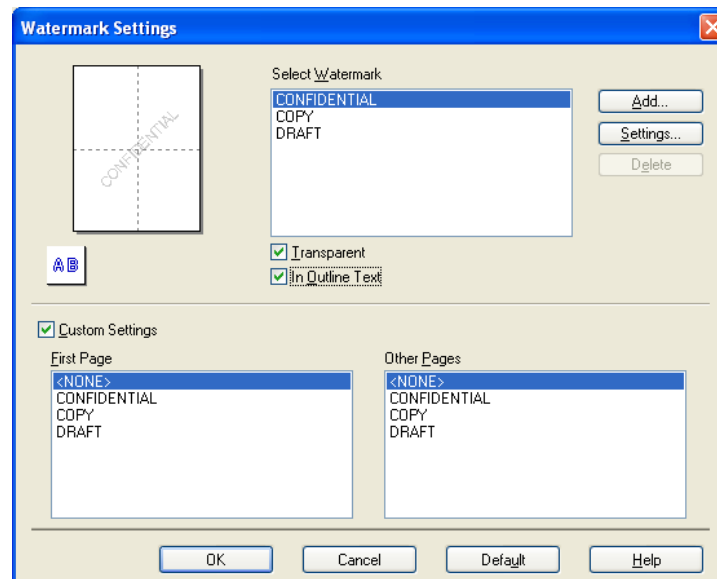 Watermark Settings
Select Watermark
CONFIDENTIAL
CONFIDENTIAL
COPY
DRAFT
Add...
Settings...
Delete
Transparent
In Outline Text
AB
Custom Settings
First Page
<NONE>
CONFIDENTIAL
COPY
DRAFT
Other Pages
<NONE>
CONFIDENTIAL
COPY
DRAFT
OK
Cancel
Default
Help